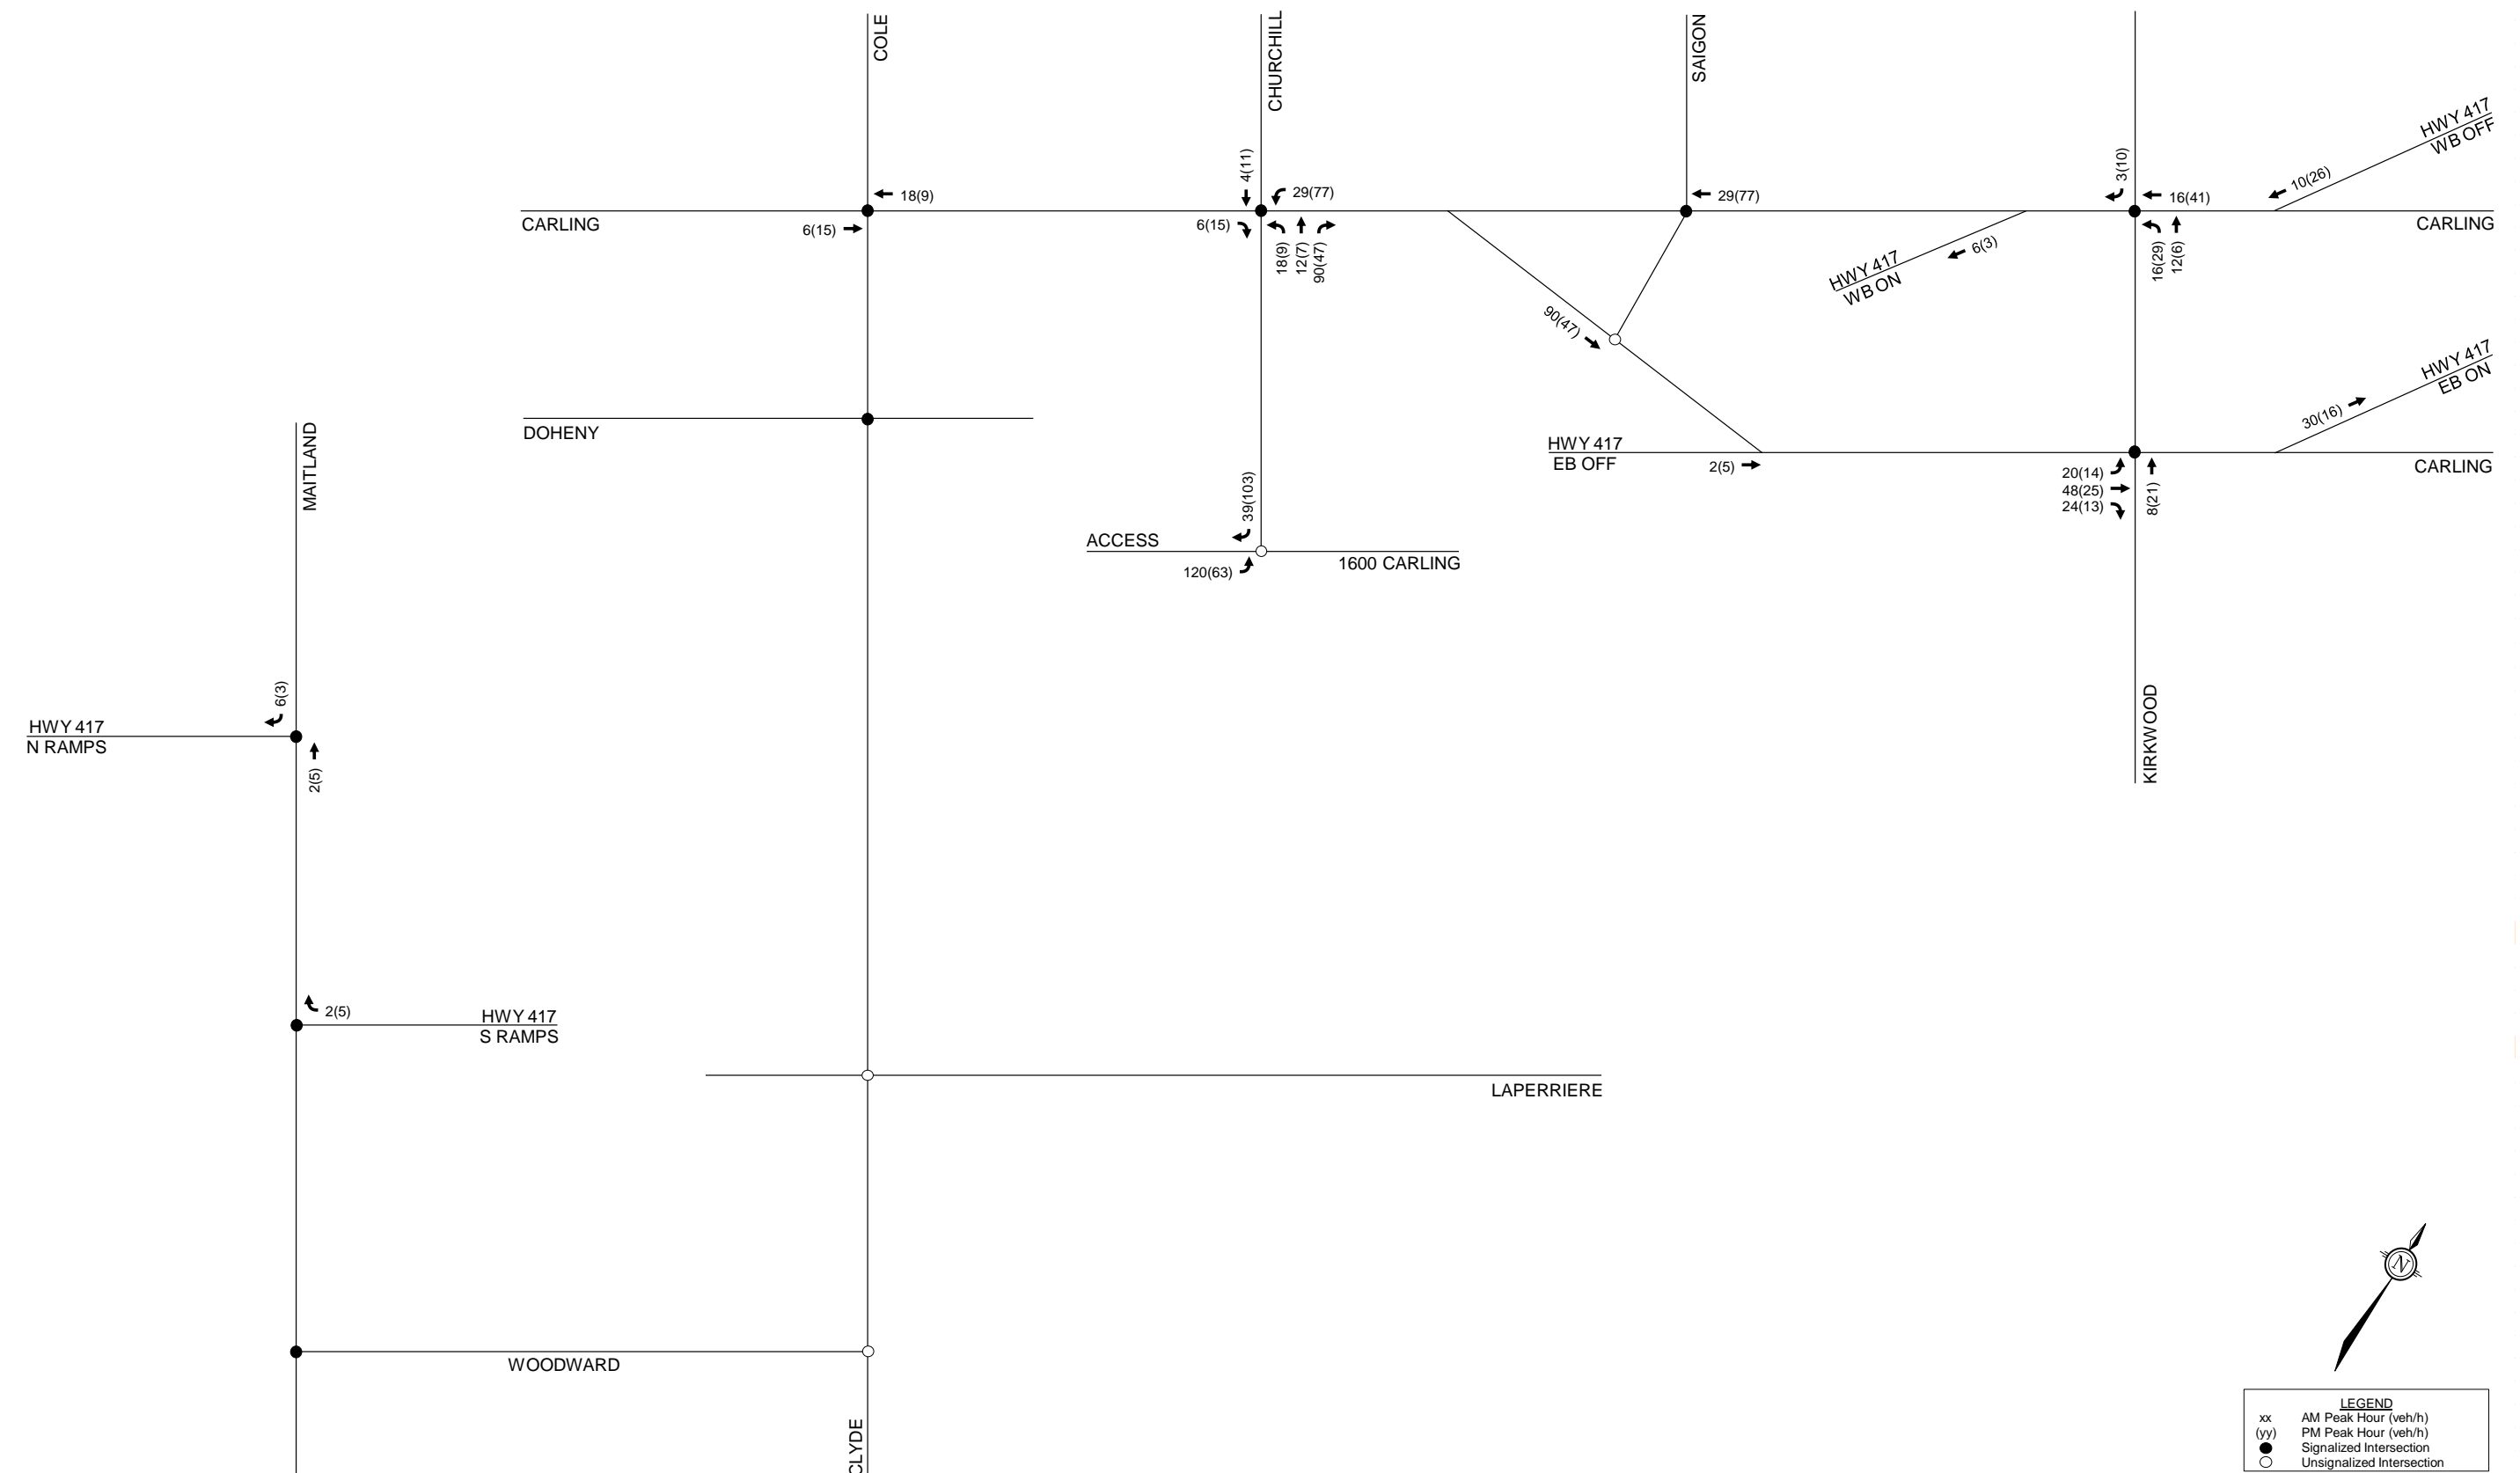 COLE
CHURCHILL
SAIGON
HWY 417
WB OFF
4(11)
3(10)
10(26)
18(9)
29(77)
29(77)
16(41)
CARLING
6(15)
6(15)
18(9)
12(7)
90(47)
16(29)
12(6)
CARLING
6(3)
HWY 417
WB ON
90(47)
HWY 417
EB ON
30(16)
MAITLAND
DOHENY
HWY 417
EB OFF
2(5)
20(14)
48(25)
24(13)
8(21)
CARLING
39(103)
ACCESS
1600 CARLING
120(63)
6(3)
HWY 417
N RAMPS
2(5)
KIRKWOOD
2(5)
HWY 417
S RAMPS
LAPERRIERE
WOODWARD
CLYDE
N
LEGEND
xx AM Peak Hour (veh/h)
(yy) PM Peak Hour (veh/h)
Signalized Intersection
Unsignalized Intersection